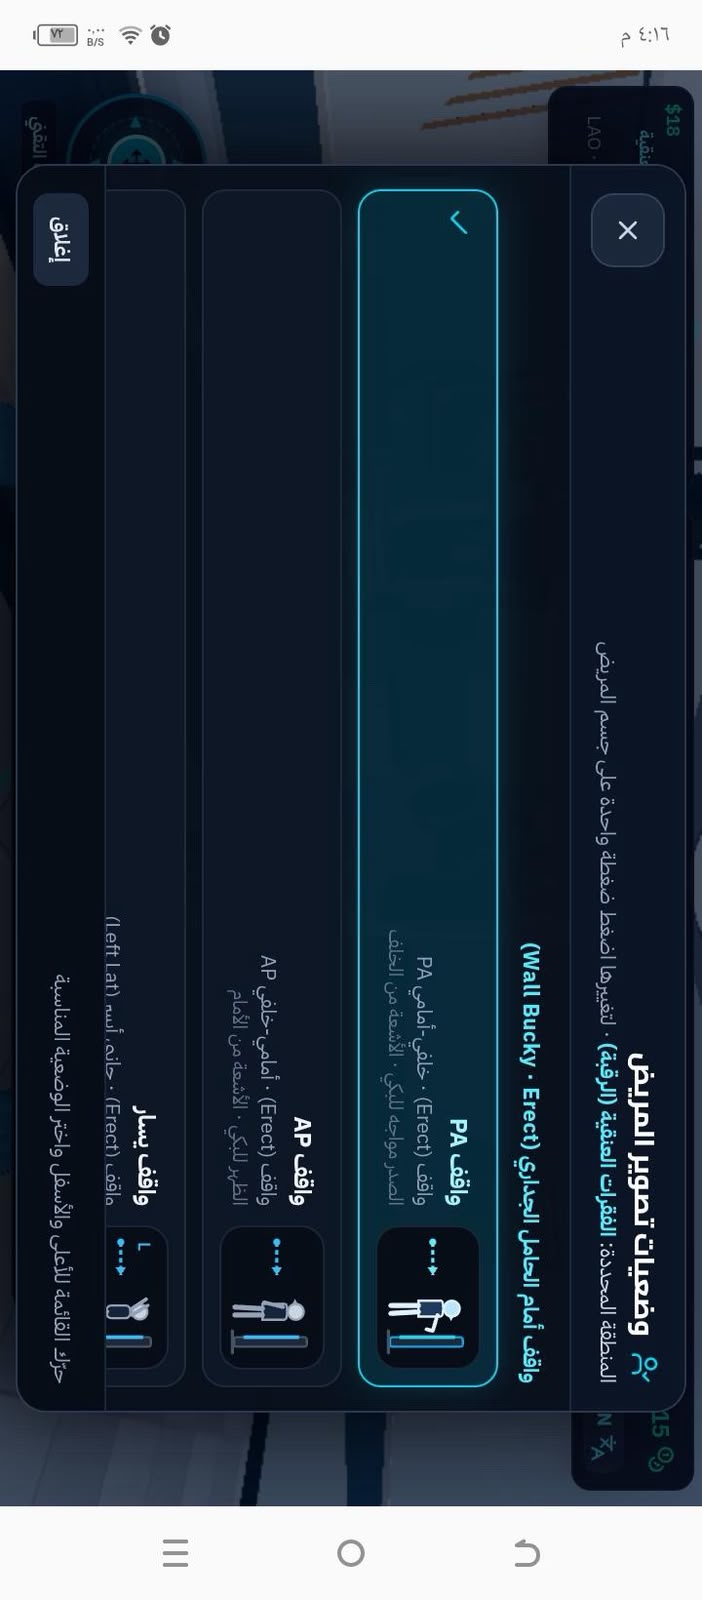 ٤:١٦ م
٧٢
B/S
$18
LAO
التقني
وضعيات تصوير المريض
المنطقة المحددة: الفقرات العنقية (الرقبة) · لتغييرها اضغط ضغطة واحدة على جسم المريض
واقف أمام الحامل الجداري (Wall Bucky · Erect)
واقف PA
واقف (Erect) · خلفي-أمامي PA
الصدر مواجه للبكي · الأشعة من الخلف
واقف AP
واقف (Erect) · أمامي-خلفي AP
الظهر للبكي · الأشعة من الأمام
واقف يسار
L
واقف (Erect) · جانبي أيسر (Left Lat)
حرّك القائمة للأعلى والأسفل واختر الوضعية المناسبة
إغلاق
15
N